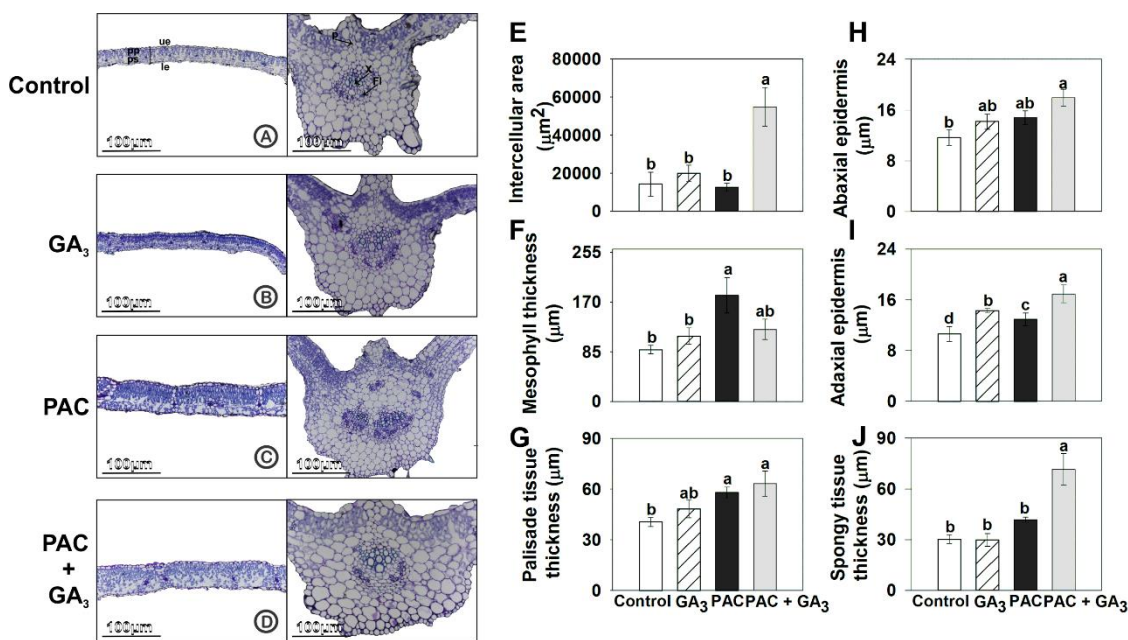 Control
ue
pp
ps
le
100µm
A
P
X
Fl
100µm
GA3
100µm
B
100µm
PAC
100µm
C
100µm
PAC
+
GA3
100µm
D
100µm
E
Intercellular area
(µm2)
80000
60000
40000
20000
0
b
b
b
a
F
Mesophyll thickness
(µm)
255
170
85
0
b
b
a
ab
G
Palisade tissue
thickness (µm)
90
60
30
0
b
ab
a
a
Control GA3 PAC PAC + GA3
H
Abaxial epidermis
(µm)
24
16
8
0
b
ab
ab
a
I
Adaxial epidermis
(µm)
24
16
8
0
d
b
c
a
J
Spongy tissue
thickness (µm)
90
60
30
0
b
b
b
a
Control GA3 PAC PAC + GA3